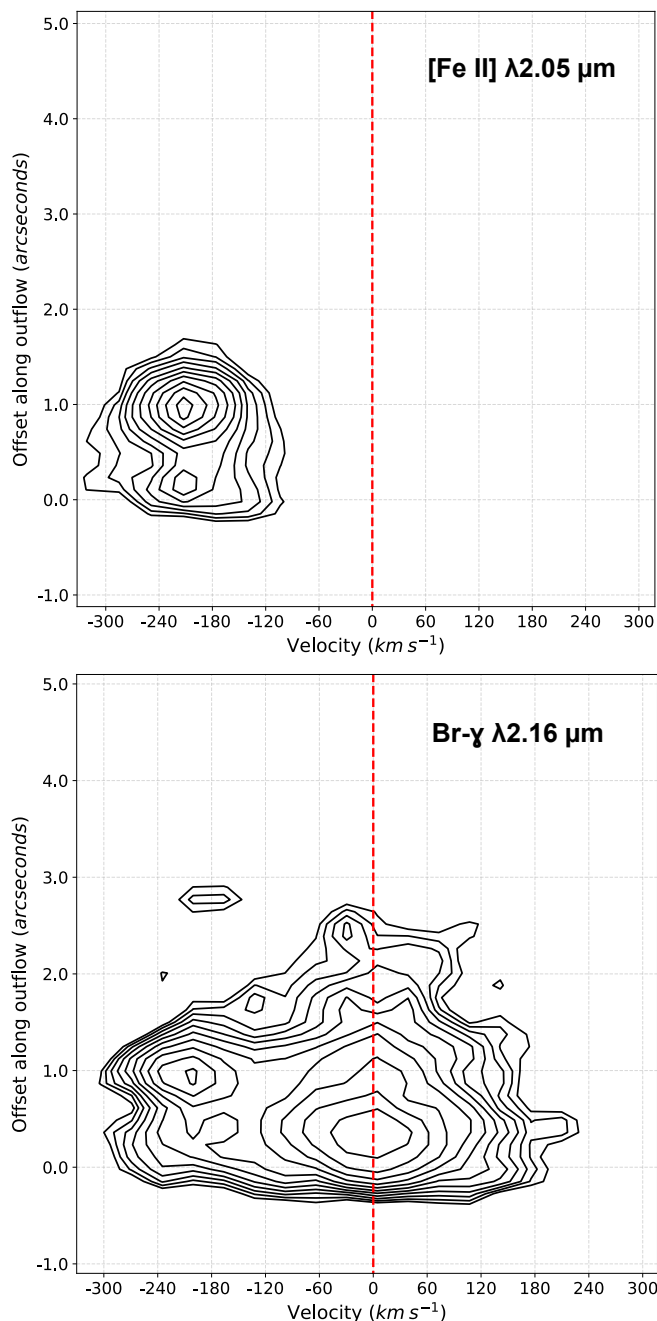 [Fe II] λ2.05 μm
5.0
4.0
3.0
2.0
1.0
0.0
-1.0
Offset along outflow (arcseconds)
-300 -240 -180 -120 -60 0 60 120 180 240 300
Velocity (km s⁻¹)
Br-ɣ λ2.16 μm
5.0
4.0
3.0
2.0
1.0
0.0
-1.0
Offset along outflow (arcseconds)
-300 -240 -180 -120 -60 0 60 120 180 240 300
Velocity (km s⁻¹)